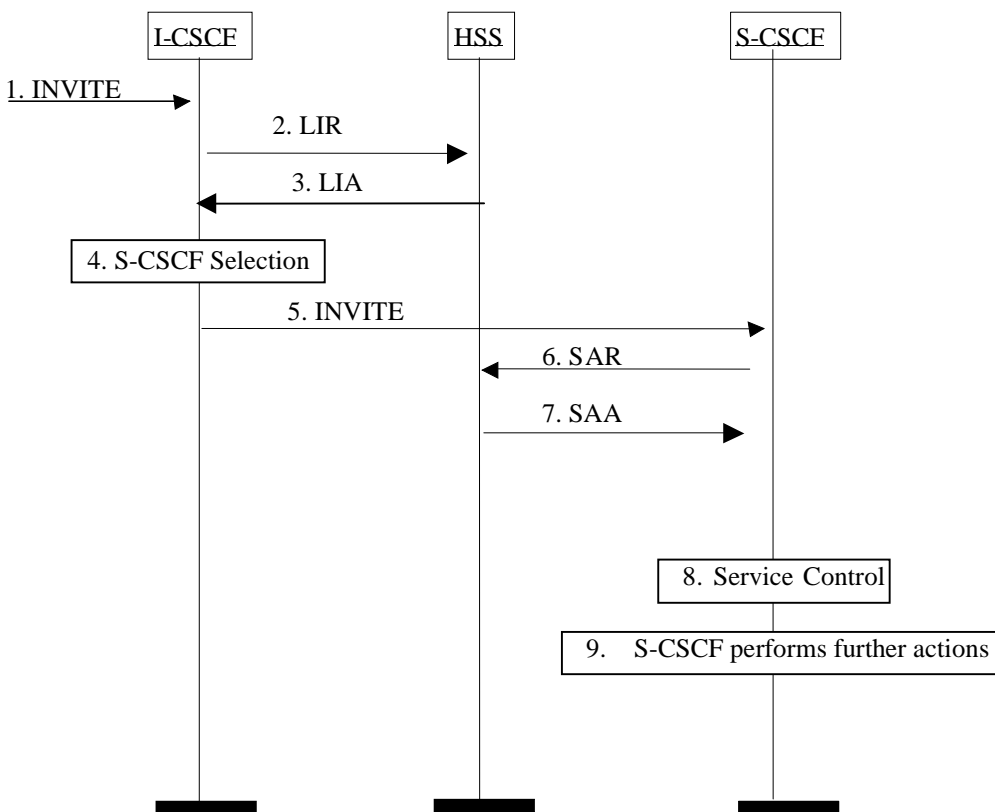 I-CSCF
HSS
S-CSCF
1. INVITE
2. LIR
3. LIA
4. S-CSCF Selection
5. INVITE
6. SAR
7. SAA
8. Service Control
9. S-CSCF performs further actions